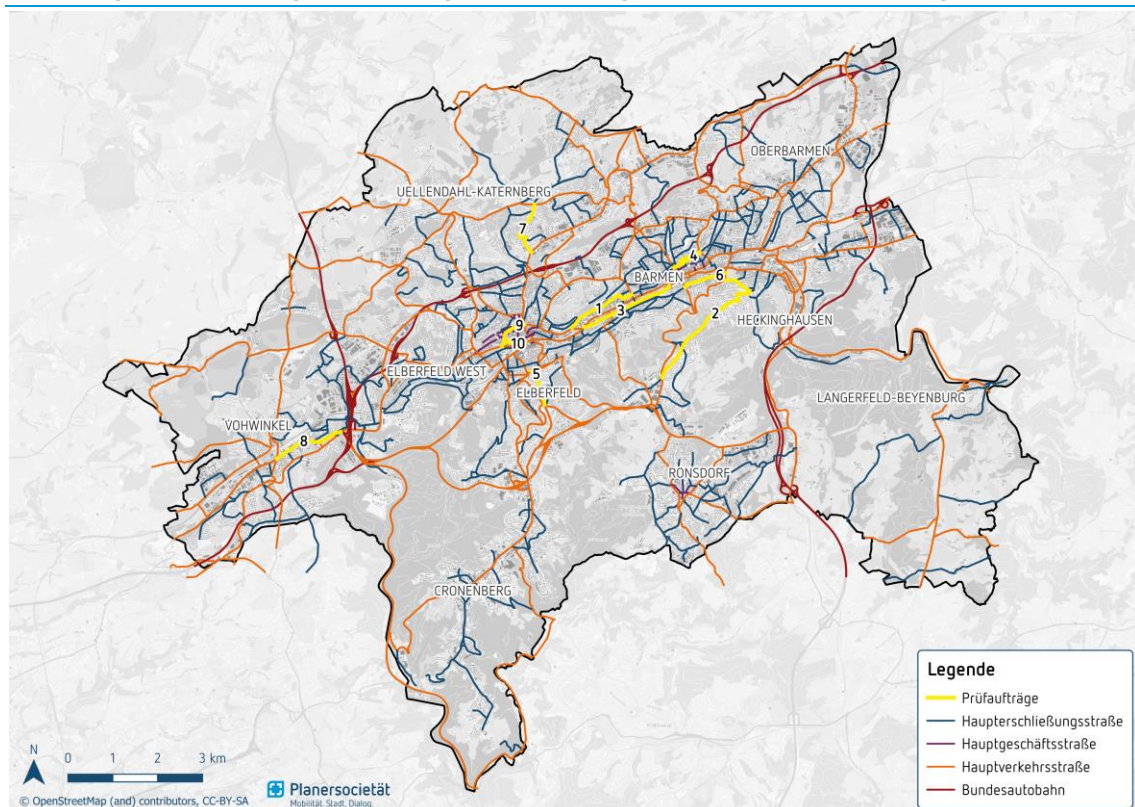 OBERBARMEN
UELLENDAHL-KATERNBERG
7
4
BARMEN
6
1
3
2
9
10
HECKINGHAUSEN
ELBERFELD WEST
5
ELBERFELD
LANGERFELD-BEYENBURG
VOHWINKEL
8
RONSDORF
CRONENBERG
Legende
Prüfaufträge
Haupterschließungsstraße
Hauptgeschäftsstraße
Hauptverkehrsstraße
Bundesautobahn
N
0 1 2 3 km
Planersocietät
Mobilität. Stadt. Dialog.
© OpenStreetMap (and) contributors, CC-BY-SA